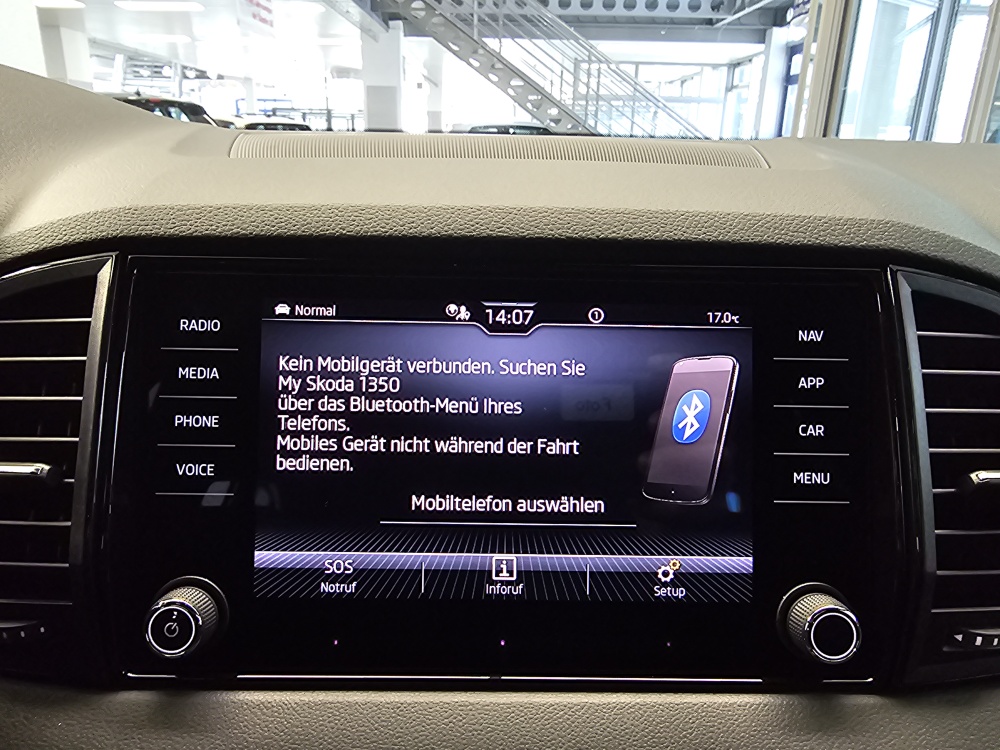 Normal
14:07
1
17.0°C
RADIO
MEDIA
PHONE
VOICE
NAV
APP
CAR
MENU
Kein Mobilgerät verbunden. Suchen Sie
My Skoda 1350
über das Bluetooth-Menü Ihres
Telefons.
Mobiles Gerät nicht während der Fahrt
bedienen.
Mobiltelefon auswählen
SOS
Notruf
Inforuf
Setup